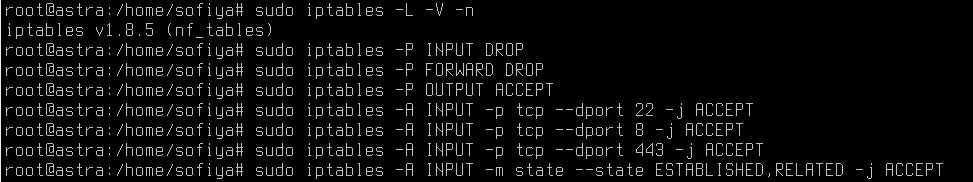 root@astra:/home/sofiya# sudo iptables -L -V -n
iptables v1.8.5 (nf_tables)
root@astra:/home/sofiya# sudo iptables -P INPUT DROP
root@astra:/home/sofiya# sudo iptables -P FORWARD DROP
root@astra:/home/sofiya# sudo iptables -P OUTPUT ACCEPT
root@astra:/home/sofiya# sudo iptables -A INPUT -p tcp --dport 22 -j ACCEPT
root@astra:/home/sofiya# sudo iptables -A INPUT -p tcp --dport 8 -j ACCEPT
root@astra:/home/sofiya# sudo iptables -A INPUT -p tcp --dport 443 -j ACCEPT
root@astra:/home/sofiya# sudo iptables -A INPUT -m state --state ESTABLISHED,RELATED -j ACCEPT